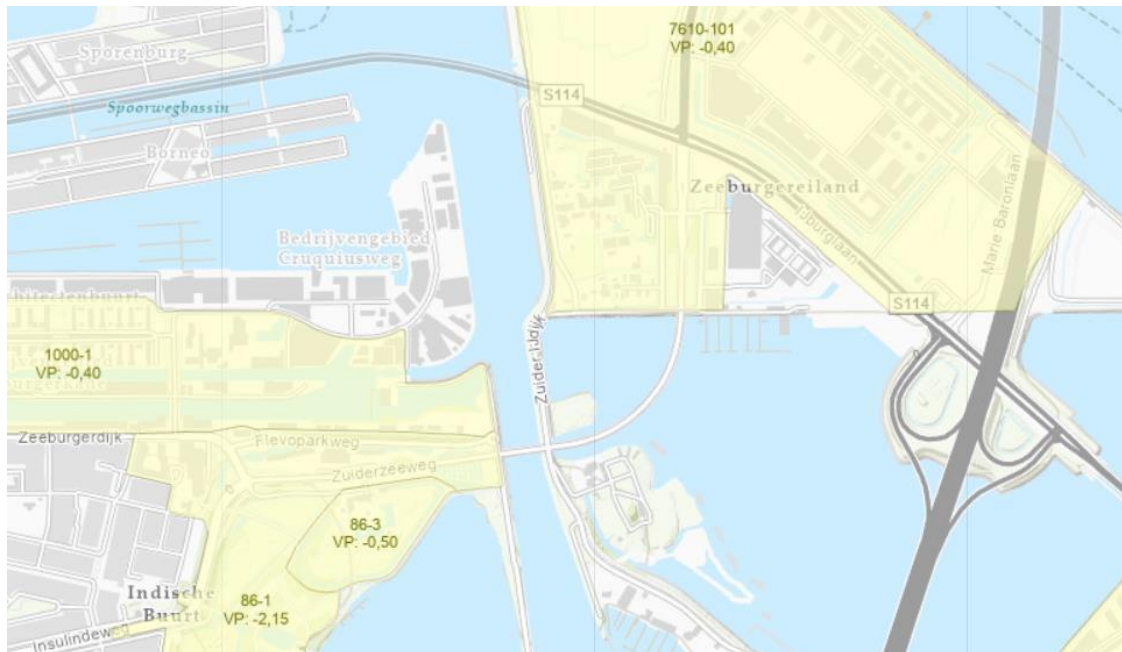 7610-101
VP: -0,40
Sporenburg
S114
Spoorwegbassin
Borneo
Zeeburgereiland
IJburglaan
Marie Baronlaan
Bedrijvengebied
Cruquiusweg
S114
1000-1
VP: -0,40
Zuider IJdijk
Zeeburgerdijk
Flevoparkweg
Zuiderzeeweg
86-3
VP: -0,50
Indische
Buurt
86-1
VP: -2,15
Insulindeweg